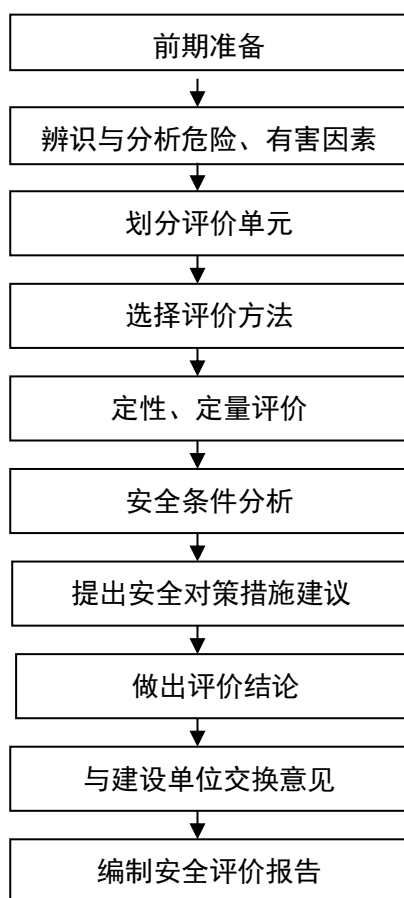 前期准备
辨识与分析危险、有害因素
划分评价单元
选择评价方法
定性、定量评价
安全条件分析
提出安全对策措施建议
做出评价结论
与建设单位交换意见
编制安全评价报告